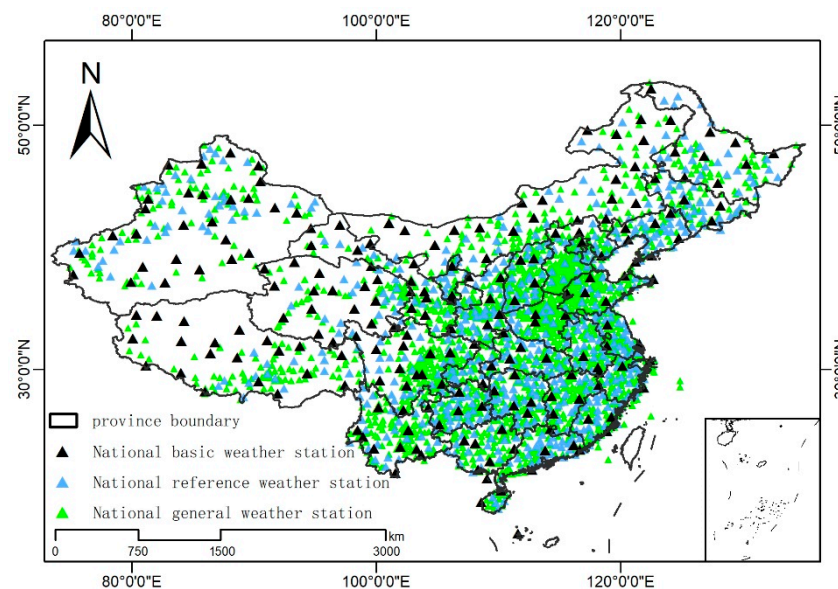 80°0'0"E 100°0'0"E 120°0'0"E
N
50°0'0"N
30°0'0"N
province boundary
National basic weather station
National reference weather station
National general weather station
km
0 750 1500 3000
80°0'0"E 100°0'0"E 120°0'0"E